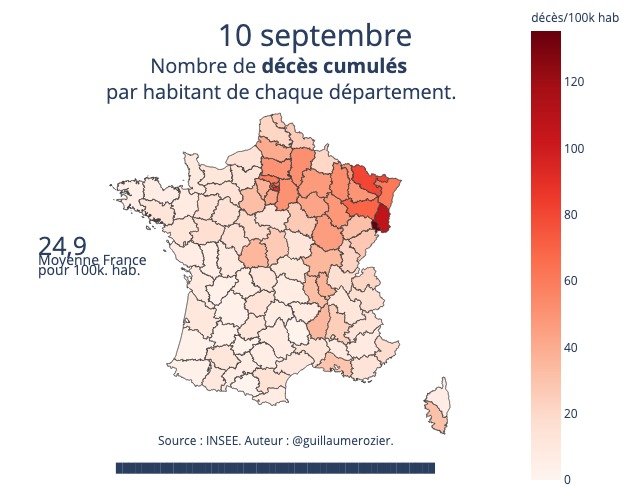 10 septembre
Nombre de décès cumulés
par habitant de chaque département.
décès/100k hab
120
100
80
60
40
20
0
24,9
Moyenne France
pour 100k. hab.
Source : INSEE. Auteur : @guillaumerozier.